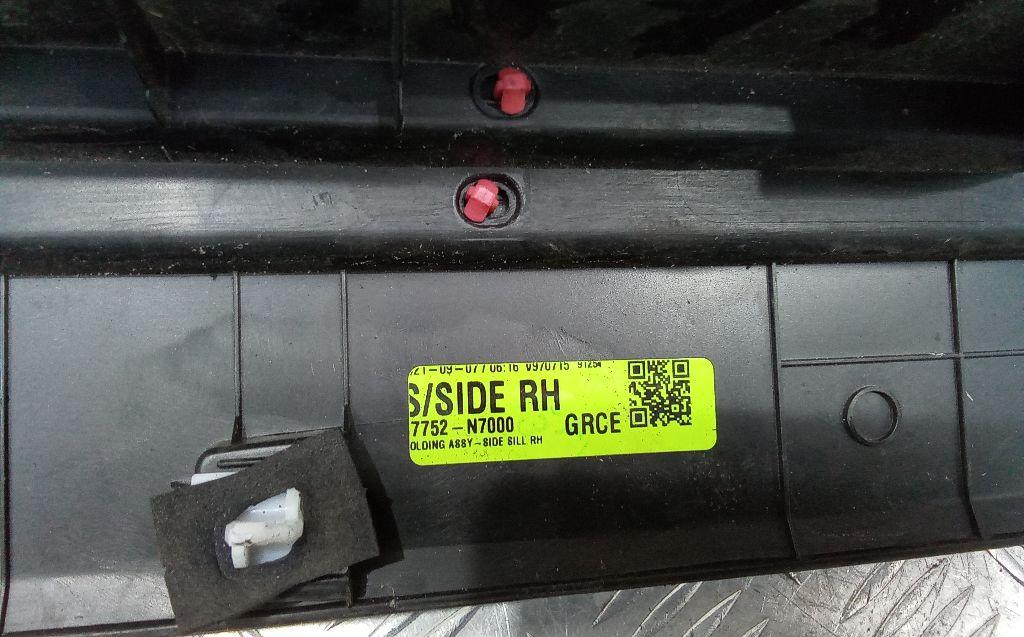 21-09-07 / 06:16 V970715 91254
S/SIDE RH
7752-N7000 GRCE
OLDING ASSY-SIDE SILL RH